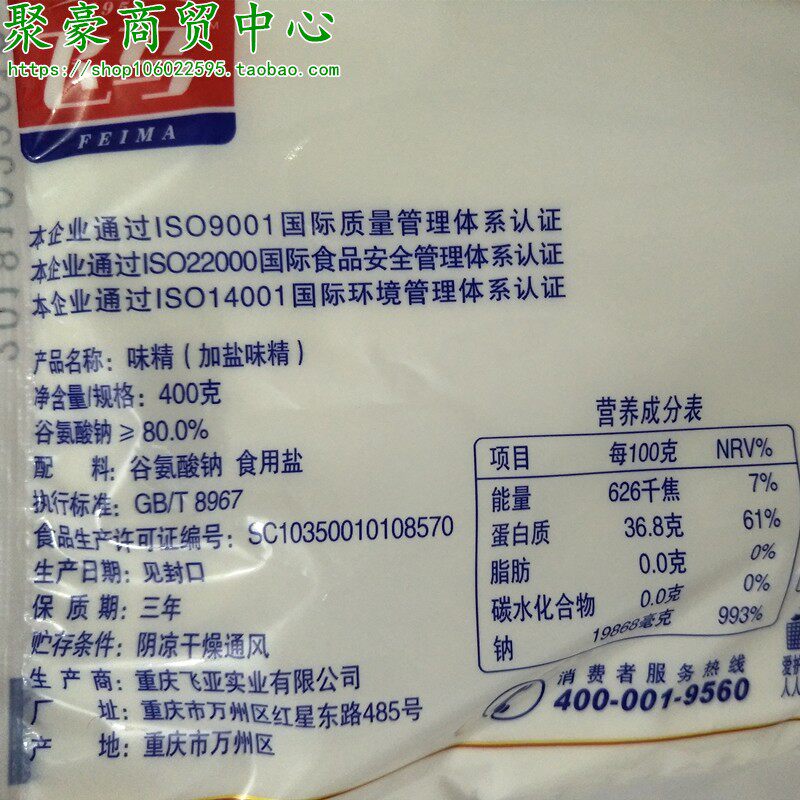 聚豪商贸中心
https://shop106022595.taobao.com
FEIMA
本企业通过ISO9001国际质量管理体系认证
本企业通过ISO22000国际食品安全管理体系认证
本企业通过ISO14001国际环境管理体系认证
产品名称：味精（加盐味精）
净含量/规格：400克
谷氨酸钠≥80.0%
配 料：谷氨酸钠 食用盐
执行标准：GB/T 8967
食品生产许可证编号：SC10350010108570
生产日期：见封口
保 质 期：三年
贮存条件：阴凉干燥通风
生 产 商：重庆飞亚实业有限公司
厂 址：重庆市万州区红星东路485号
产 地：重庆市万州区
营养成分表
项目 每100克 NRV%
能量 626千焦 7%
蛋白质 36.8克 61%
脂肪 0.0克 0%
碳水化合物 0.0克 0%
钠 19868毫克 993%
消费者服务热线
400-001-9560